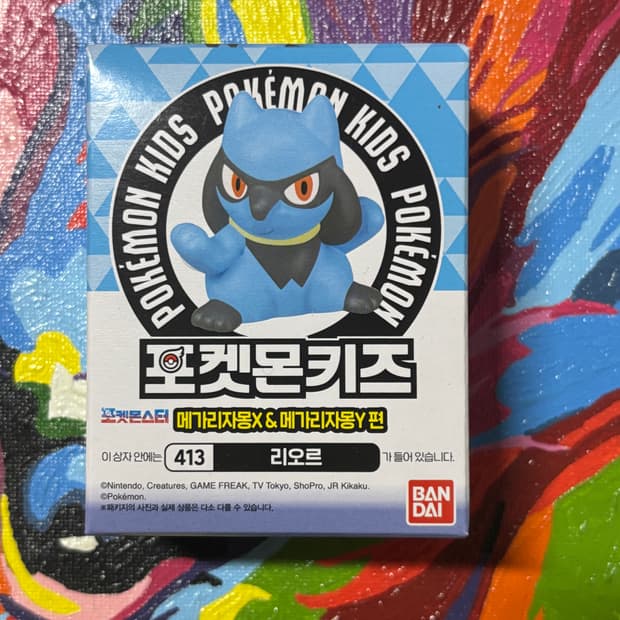 POKÉMON KIDS POKÉMON KIDS POKÉMON
포켓몬키즈
포켓몬스터 메가리자몽X & 메가리자몽Y 편
이 상자 안에는 413 리오르 가 들어 있습니다.
©Nintendo, Creatures, GAME FREAK, TV Tokyo, ShoPro, JR Kikaku.
©Pokémon.
※패키지의 사진과 실제 상품은 다소 다를 수 있습니다.
BAN
DAI